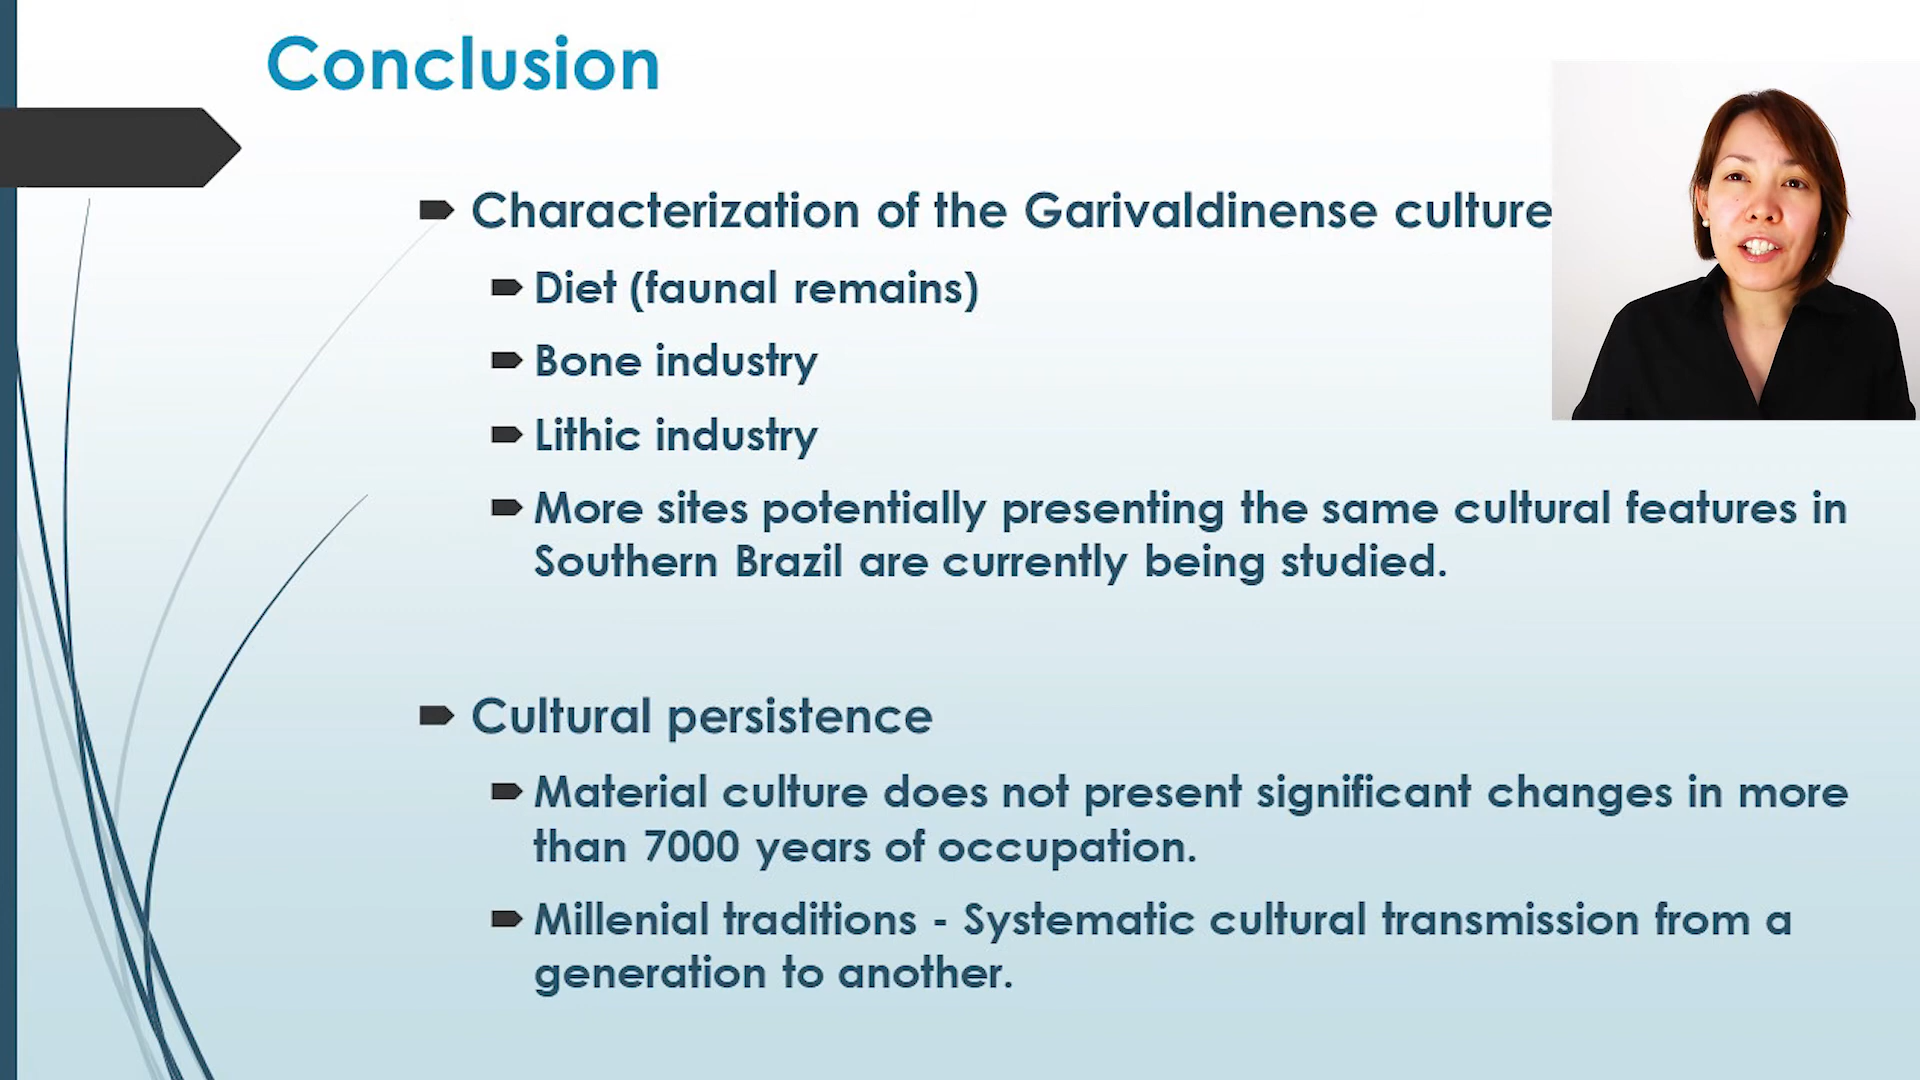 Conclusion
Characterization of the Garivaldinense culture
Diet (faunal remains)
Bone industry
Lithic industry
More sites potentially presenting the same cultural features in
Southern Brazil are currently being studied.
Cultural persistence
Material culture does not present significant changes in more
than 7000 years of occupation.
Millenial traditions - Systematic cultural transmission from a
generation to another.